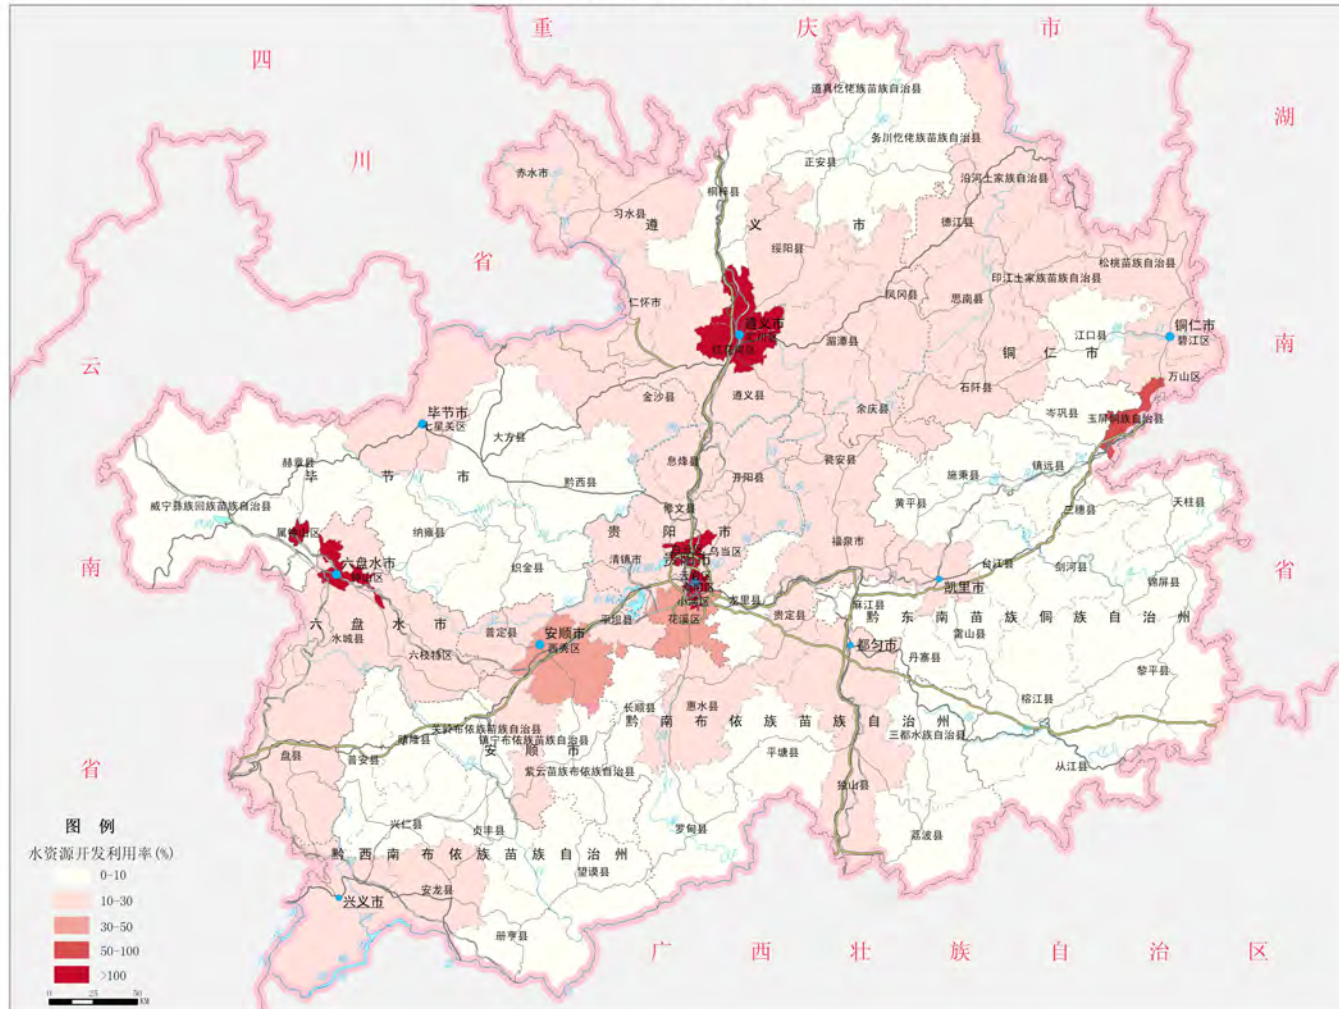 重 庆 市
四
川
省
湖
南
省
云
南
省
广 西 壮 族 自 治 区
道真仡佬族苗族自治县
务川仡佬族苗族自治县
正安县
沿河土家族自治县
赤水市
桐梓县
习水县
遵 义 市
德江县
绥阳县
松桃苗族自治县
印江土家族苗族自治县
凤冈县
思南县
仁怀市
遵义市
铜仁市
江口县
碧江区
湄潭县
铜 仁 市
万山区
石阡县
金沙县
遵义县
余庆县
岑巩县
玉屏侗族自治县
毕节市
七星关区
大方县
息烽县
瓮安县
开阳县
赫章县
毕 节 市
黔西县
施秉县
镇远县
黄平县
天柱县
威宁彝族回族苗族自治县
修文县
三穗县
纳雍县
贵 阳 市
乌当区
福泉市
清镇市
织金县
六盘水市
钟山区
台江县
剑河县
锦屏县
凯里市
龙里县
贵定县
麻江县
平坝县
花溪区
黔 东 南 苗 族 侗 族 自 治 州
六 盘 水 市
水城县
普定县
安顺市
西秀区
六枝特区
雷山县
都匀市
丹寨县
黎平县
榕江县
长顺县
惠水县
黔 南 布 依 族 苗 族 自 治 州
三都水族自治县
关岭布依族苗族自治县
镇宁布依族苗族自治县
晴隆县
安 顺 市
平塘县
盘县
普安县
紫云苗族布依族自治县
从江县
独山县
兴仁县
贞丰县
罗甸县
荔波县
黔 西 南 布 依 族 苗 族 自 治 州
望谟县
安龙县
兴义市
册亨县
图 例
水资源开发利用率(%)
0-10
10-30
30-50
50-100
>100
0 25 50
KM